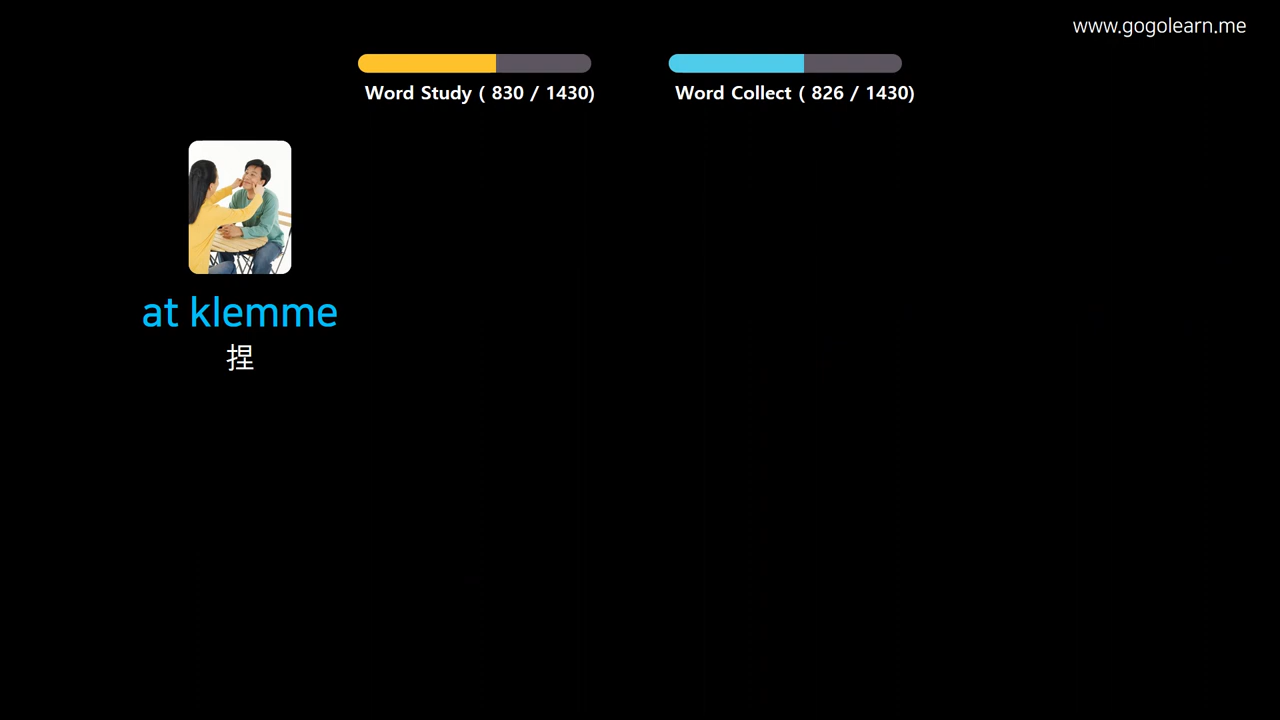 www.gogolearn.me
Word Study ( 830 / 1430)
Word Collect ( 826 / 1430)
at klemme
捏